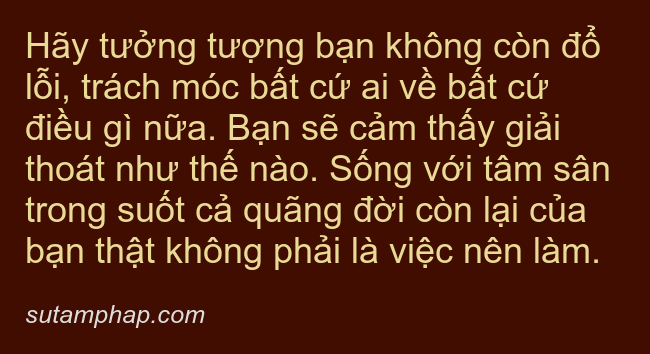 Hãy tưởng tượng bạn không còn đổ
lỗi, trách móc bất cứ ai về bất cứ
điều gì nữa. Bạn sẽ cảm thấy giải
thoát như thế nào. Sống với tâm sân
trong suốt cả quãng đời còn lại của
bạn thật không phải là việc nên làm.
sutamphap.com